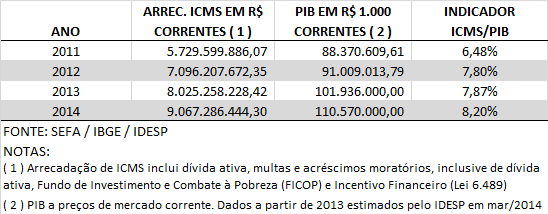 ANO ARREC. ICMS EM R$ CORRENTES ( 1 ) PIB EM R$ 1.000 CORRENTES ( 2 ) INDICADOR ICMS/PIB
2011 5.729.599.886,07 88.370.609,61 6,48%
2012 7.096.207.672,35 91.009.013,79 7,80%
2013 8.025.258.228,42 101.936.000,00 7,87%
2014 9.067.286.444,30 110.570.000,00 8,20%
FONTE: SEFA / IBGE / IDESP
NOTAS:
( 1 ) Arrecadação de ICMS inclui dívida ativa, multas e acréscimos moratórios, inclusive de dívida
ativa, Fundo de Investimento e Combate à Pobreza (FICOP) e Incentivo Financeiro (Lei 6.489)
( 2 ) PIB a preços de mercado corrente. Dados a partir de 2013 estimados pelo IDESP em mar/2014